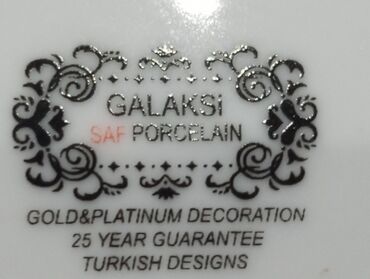 GALAKSİ
SAF PORCELAIN
GOLD&PLATINUM DECORATION
25 YEAR GUARANTEE
TURKISH DESIGNS